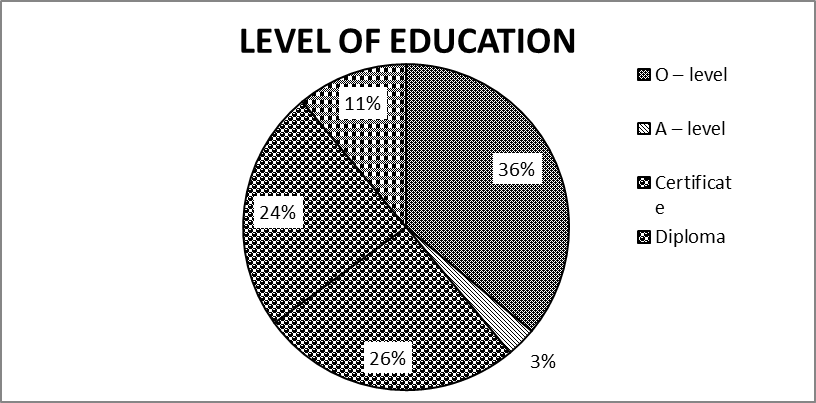 LEVEL OF EDUCATION
11%
36%
24%
26%
3%
O – level
A – level
Certificat
e
Diploma